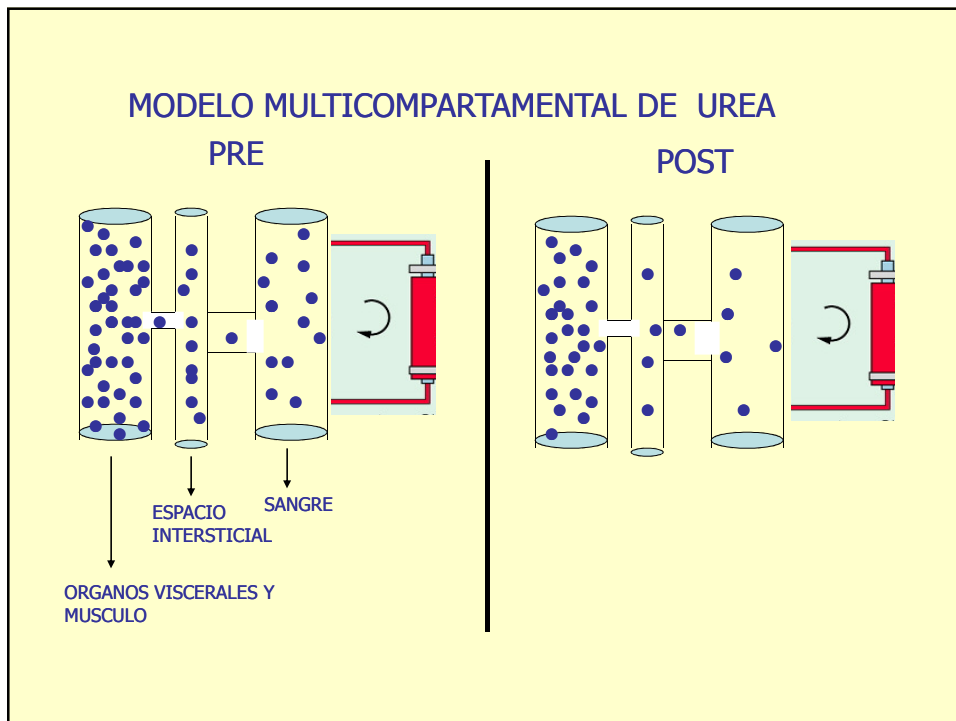 MODELO MULTICOMPARTAMENTAL DE UREA
PRE
POST
ESPACIO
INTERSTICIAL
SANGRE
ORGANOS VISCERALES Y
MUSCULO